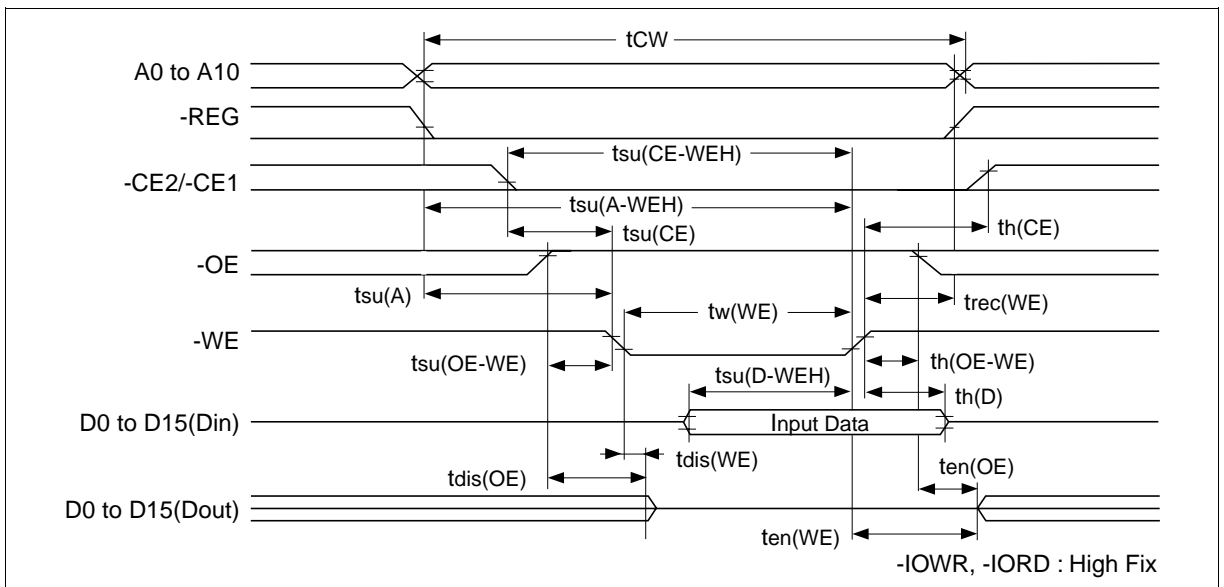 tCW
A0 to A10
-REG
tsu(CE-WEH)
-CE2/-CE1
tsu(A-WEH)
tsu(CE)
th(CE)
-OE
tsu(A)
trec(WE)
tw(WE)
-WE
tsu(OE-WE)
th(OE-WE)
tsu(D-WEH)
th(D)
D0 to D15(Din)
Input Data
tdis(WE)
tdis(OE)
ten(OE)
D0 to D15(Dout)
ten(WE)
-IOWR, -IORD : High Fix